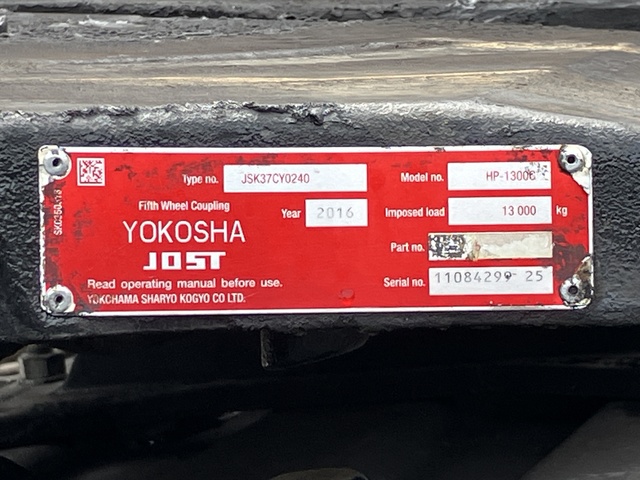 Type no. JSK37CY0240
Model no. HP-13000
Fifth Wheel Coupling
Year 2016
Imposed load 13 000 kg
YOKOSHA
JOST
Part no.
Serial no. 11084299 25
Read operating manual before use.
YOKOHAMA SHARYO KOGYO CO LTD.